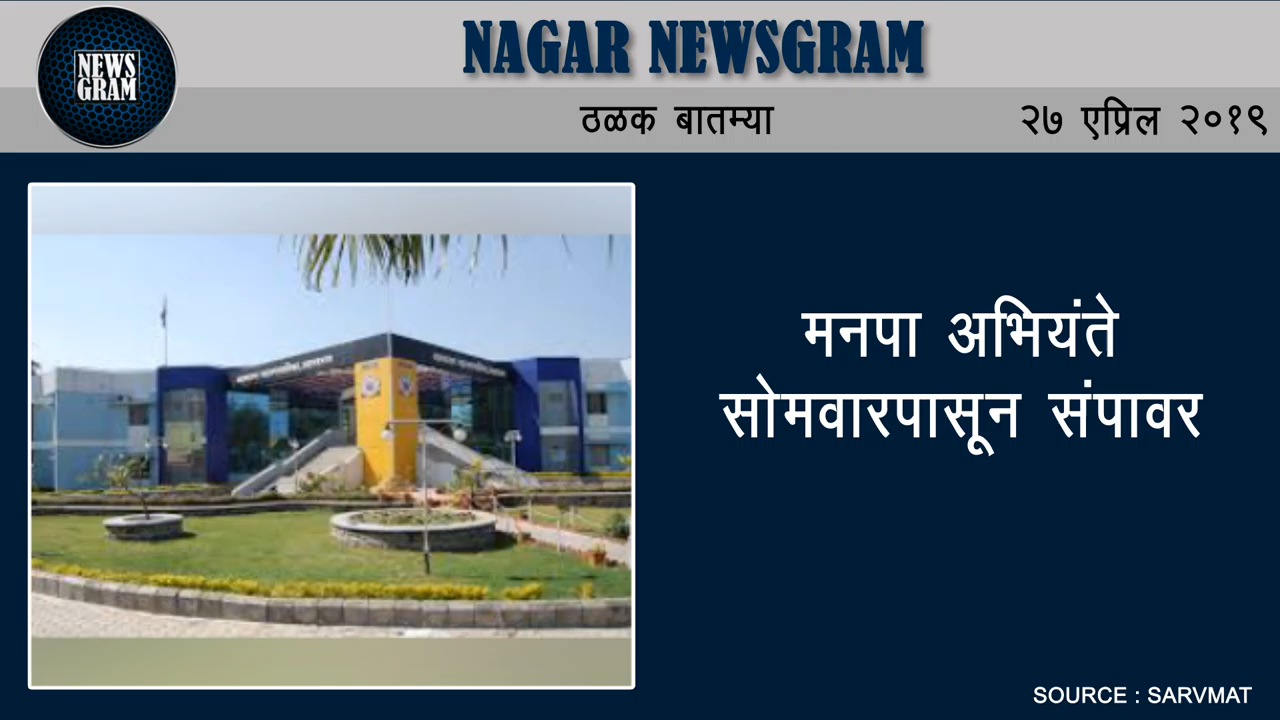 NEWS
GRAM
NAGAR NEWSGRAM
ठळक बातम्या
२७ एप्रिल २०१९
मनपा अभियंते
सोमवारपासून संपावर
SOURCE : SARVMAT